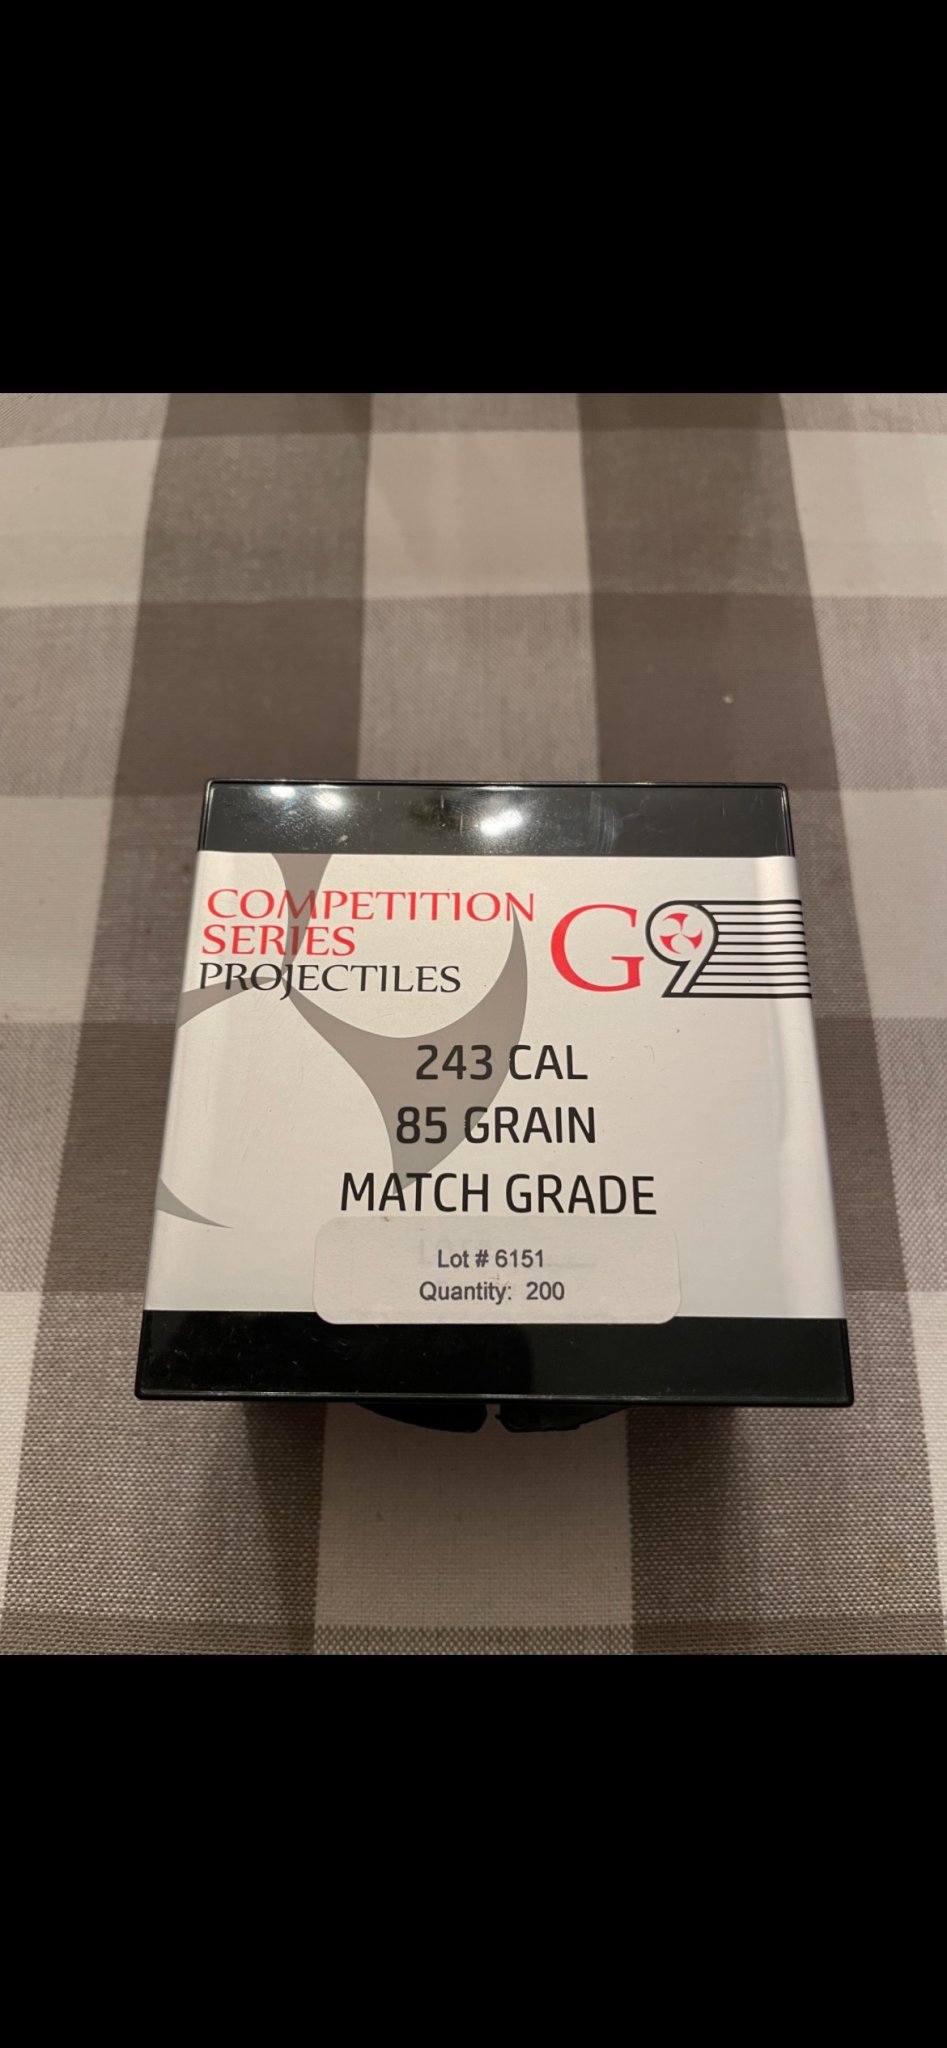 COMPETITION
SERIES
PROJECTILES
G9
243 CAL
85 GRAIN
MATCH GRADE
Lot # 6151
Quantity: 200